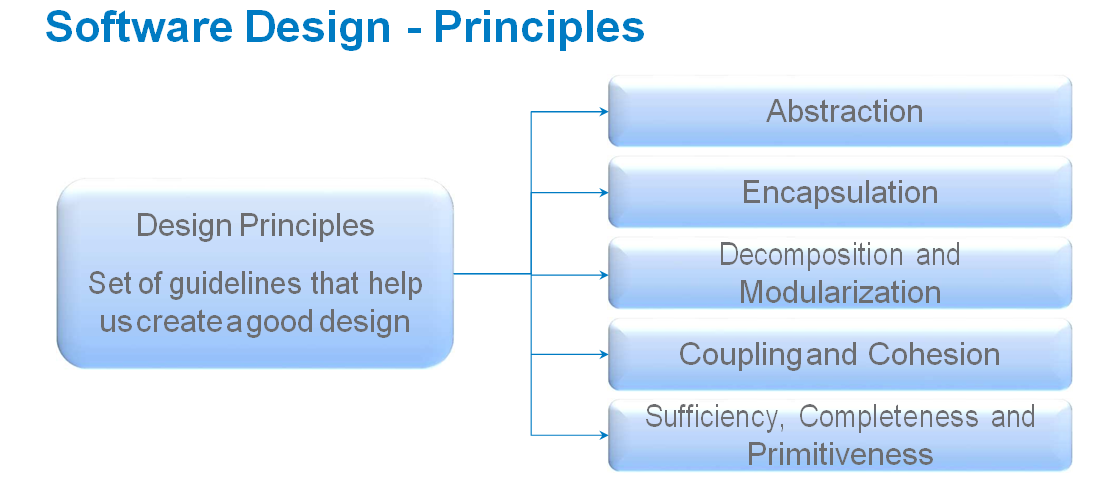 Software Design - Principles
Design Principles
Set of guidelines that help
us create a good design
Abstraction
Encapsulation
Decomposition and
Modularization
Coupling and Cohesion
Sufficiency, Completeness and
Primitiveness